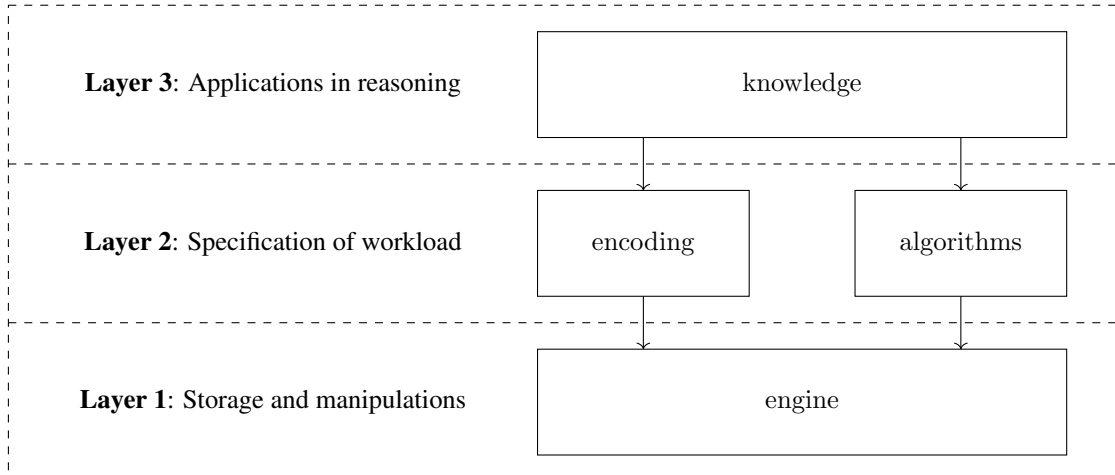 Layer 3: Applications in reasoning
knowledge
Layer 2: Specification of workload
encoding
algorithms
Layer 1: Storage and manipulations
engine